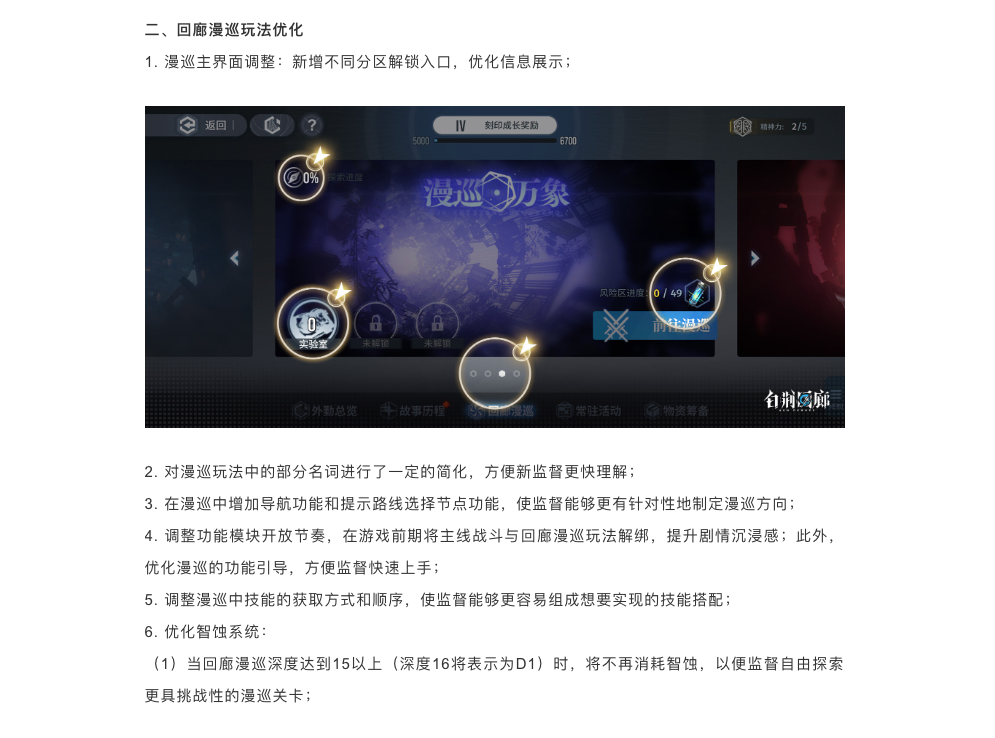 二、回廊漫巡玩法优化
1. 漫巡主界面调整：新增不同分区解锁入口，优化信息展示；
返回
?
IV 刻印成长奖励
5000 6700
精神力: 2/5
0% 探索进度
漫巡万象
风险区进度: 0 / 49
前往漫巡
0
实验室 未解锁 未解锁
外勤总览 故事历程 回廊漫巡 常驻活动 物资筹备
白荆回廊
2. 对漫巡玩法中的部分名词进行了一定的简化，方便新监督更快理解；
3. 在漫巡中增加导航功能和提示路线选择节点功能，使监督能够更有针对性地制定漫巡方向；
4. 调整功能模块开放节奏，在游戏前期将主线战斗与回廊漫巡玩法解绑，提升剧情沉浸感；此外，
优化漫巡的功能引导，方便监督快速上手；
5. 调整漫巡中技能的获取方式和顺序，使监督能够更容易组成想要实现的技能搭配；
6. 优化智蚀系统：
（1）当回廊漫巡深度达到15以上（深度16将表示为D1）时，将不再消耗智蚀，以便监督自由探索
更具挑战性的漫巡关卡；